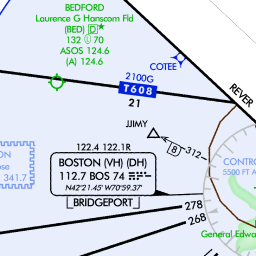 BEDFORD
Laurence G Hanscom Fld
(BED) D★
132 70
ASOS 124.6
(A) 124.6
COTEE
2100G
T608
21
REVER
JJIMY
B
312
122.4 122.1R
BOSTON (VH) (DH)
112.7 BOS 74
N42°21.45' W70°59.37'
BRIDGEPORT
ON
341.7
CONTRO
5500 FT A
278
268
General Edwa